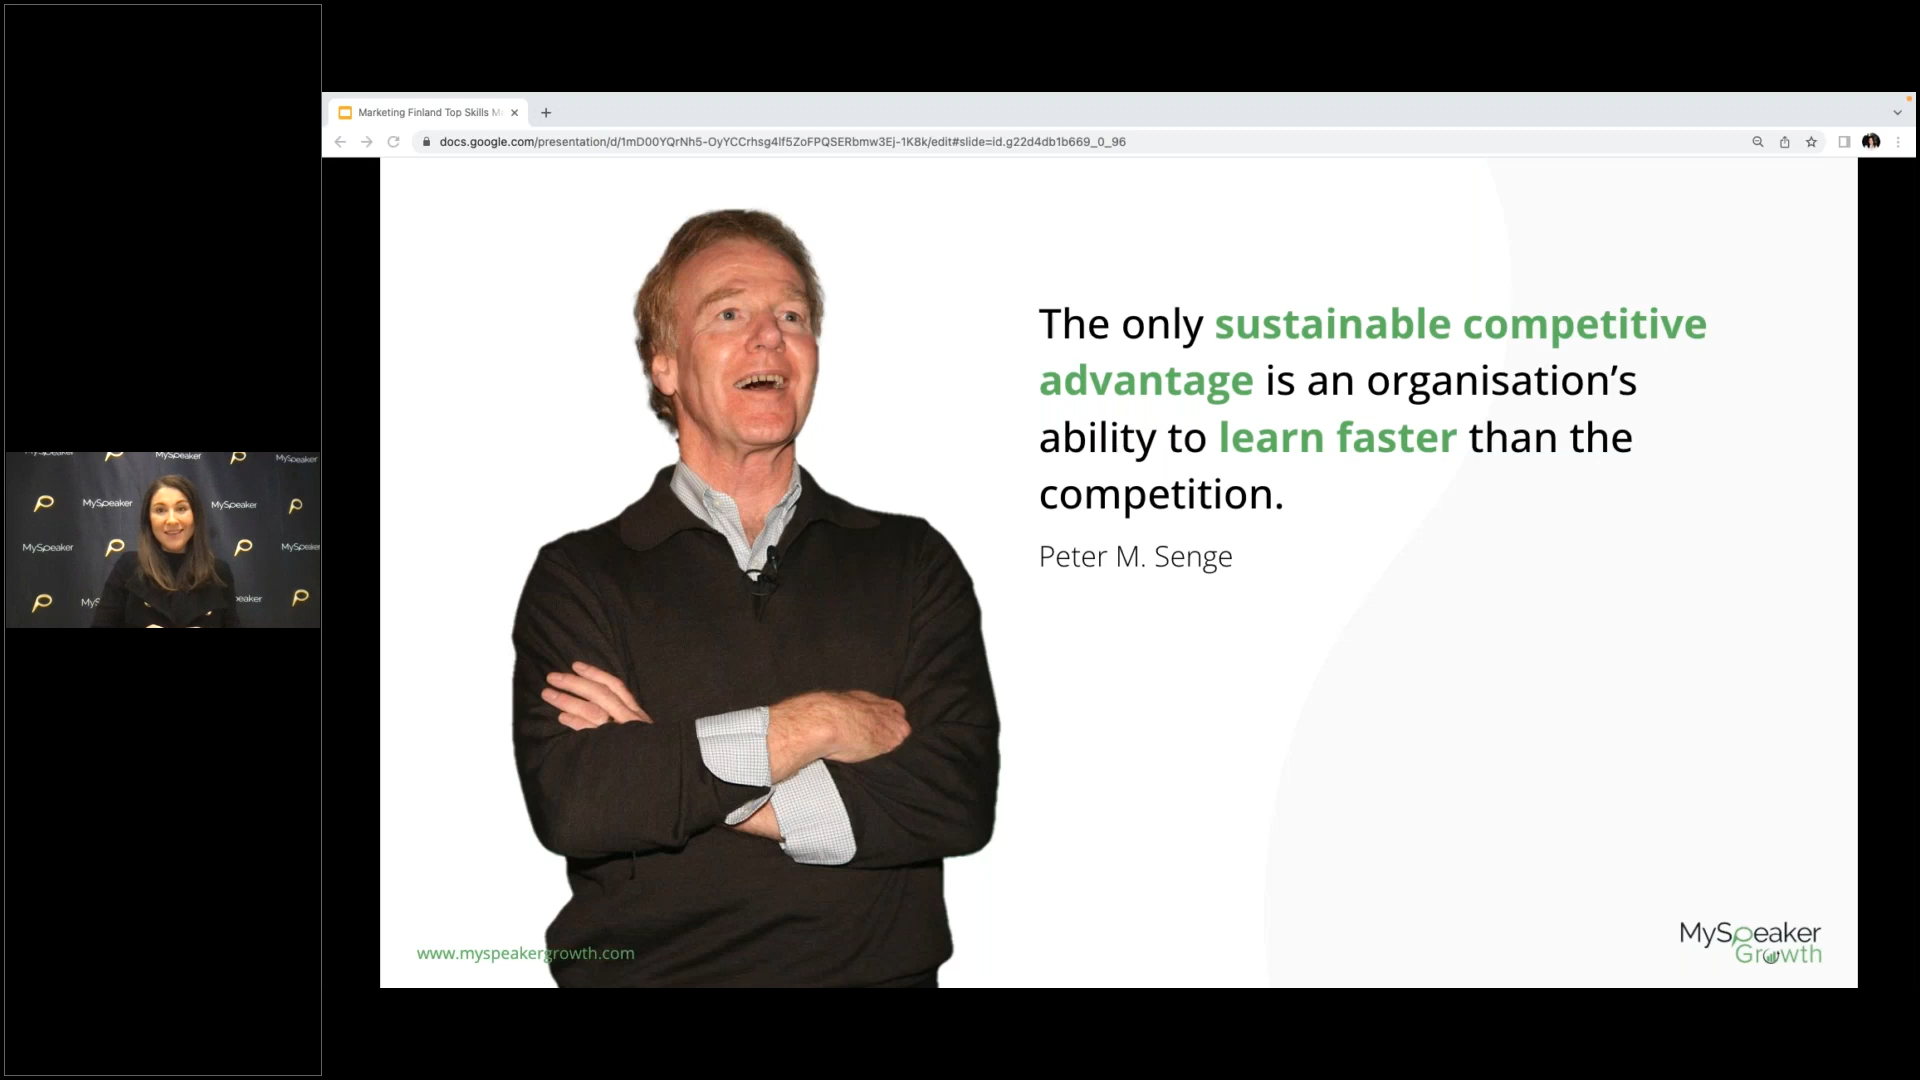 Marketing Finland Top Skills
docs.google.com/presentation/d/1mD00YQrNh5-OyYCCrhsg4lf5ZoFPQSERbmw3Ej-1K8k/edit#slide=id.g22d4db1b669_0_96
The only sustainable competitive
advantage is an organisation’s
ability to learn faster than the
competition.
Peter M. Senge
www.myspeakergrowth.com
MySpeaker
Growth
MySpeaker MySpeaker
MySpeaker MySpeaker
MySpeaker MySpeaker